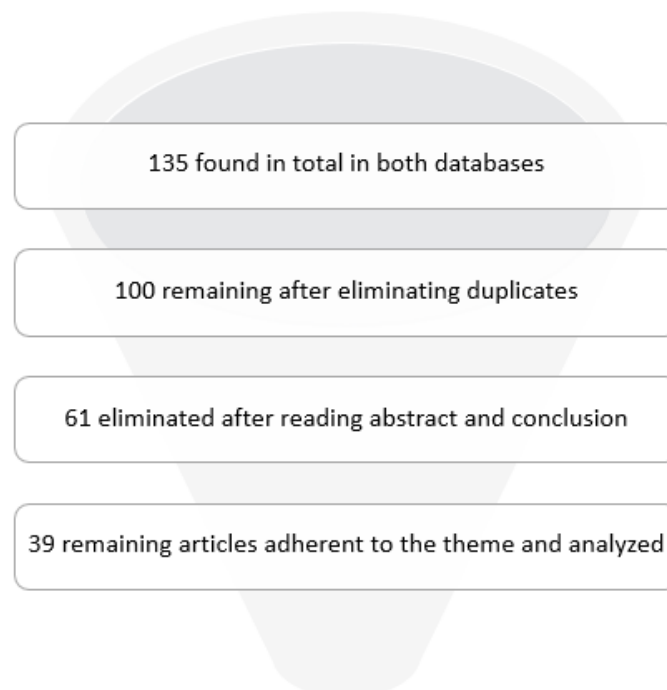 135 found in total in both databases
100 remaining after eliminating duplicates
61 eliminated after reading abstract and conclusion
39 remaining articles adherent to the theme and analyzed